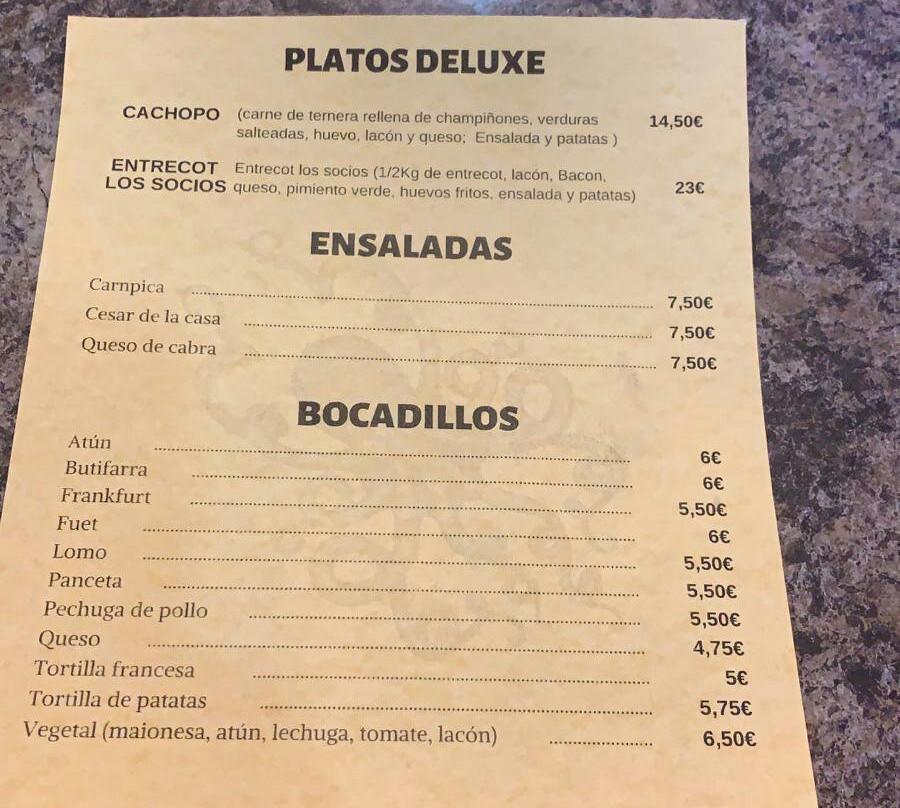 PLATOS DELUXE
CACHOPO (carne de ternera rellena de champiñones, verduras 14,50€
salteadas, huevo, lacón y queso; Ensalada y patatas )
ENTRECOT Entrecot los socios (1/2Kg de entrecot, lacón, Bacon,
LOS SOCIOS queso, pimiento verde, huevos fritos, ensalada y patatas) 23€
ENSALADAS
Carnpica 7,50€
Cesar de la casa 7,50€
Queso de cabra 7,50€
BOCADILLOS
Atún 6€
Butifarra 6€
Frankfurt 5,50€
Fuet 6€
Lomo 5,50€
Panceta 5,50€
Pechuga de pollo 5,50€
Queso 4,75€
Tortilla francesa 5€
Tortilla de patatas 5,75€
Vegetal (maionesa, atún, lechuga, tomate, lacón) 6,50€